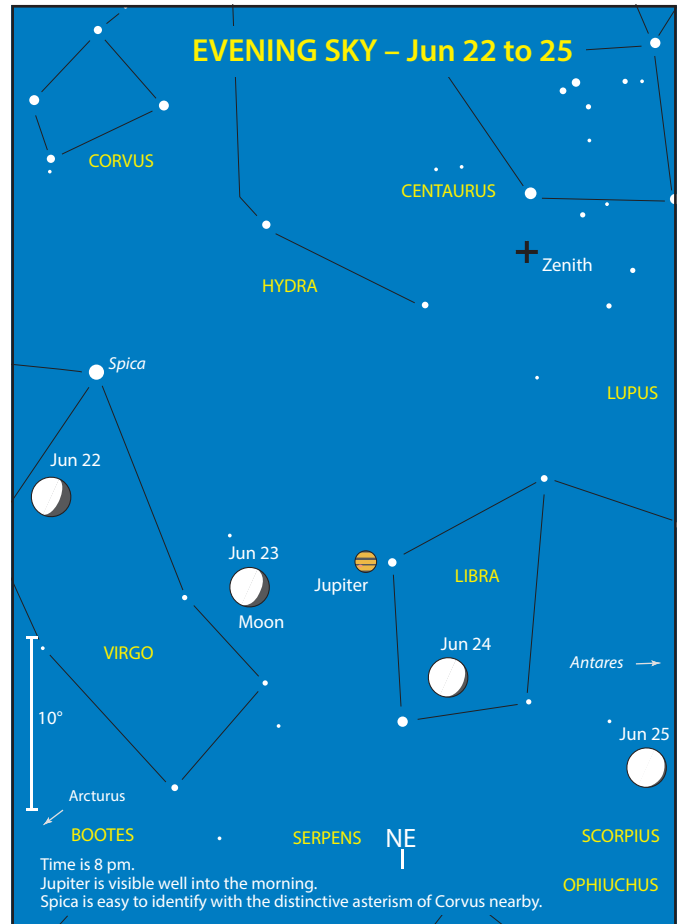 EVENING SKY – Jun 22 to 25
CORVUS
CENTAURUS
Zenith
HYDRA
Spica
LUPUS
Jun 22
Jun 23
Jupiter
LIBRA
Moon
Jun 24
VIRGO
Antares
10°
Jun 25
Arcturus
BOOTES
SERPENS
NE
SCORPIUS
Time is 8 pm.
Jupiter is visible well into the morning.
OPHIUCHUS
Spica is easy to identify with the distinctive asterism of Corvus nearby.